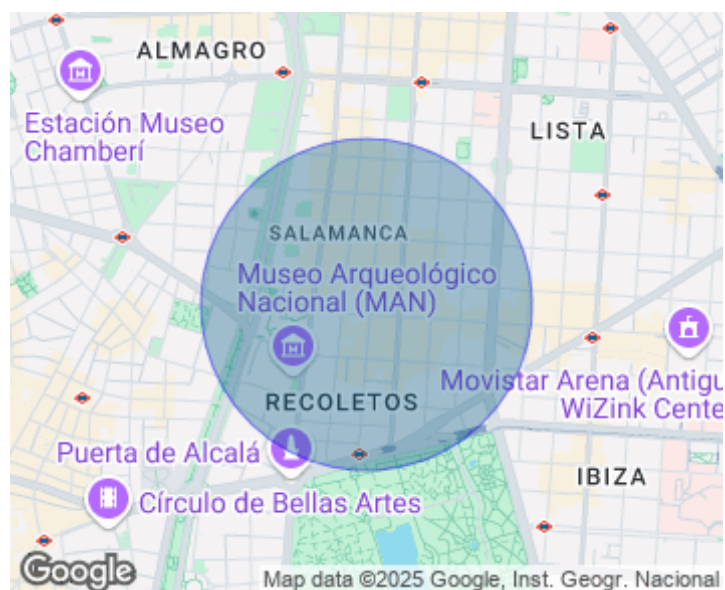 ALMAGRO
Estación Museo
Chamberí
LISTA
SALAMANCA
Museo Arqueológico
Nacional (MAN)
Movistar Arena (Antigu
WiZink Cente
RECOLETOS
Puerta de Alcalá
IBIZA
Círculo de Bellas Artes
Google
Map data ©2025 Google, Inst. Geogr. Nacional